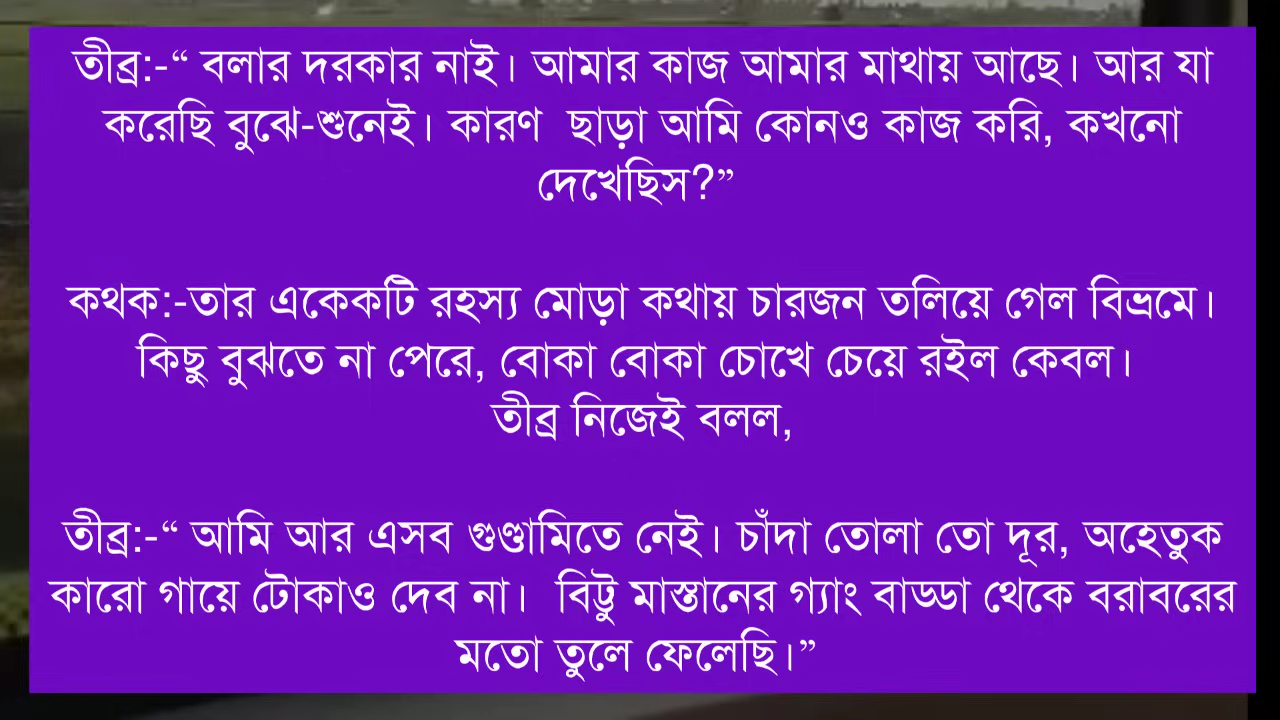 তীব্র:-“ বলার দরকার নাই। আমার কাজ আমার মাথায় আছে। আর যা
করেছি বুঝে-শুনেই। কারণ  ছাড়া আমি কোনও কাজ করি, কখনো
দেখেছিস?”
কথক:-তার একেকটি রহস্য মোড়া কথায় চারজন তলিয়ে গেল বিভ্রমে।
কিছু বুঝতে না পেরে, বোকা বোকা চোখে চেয়ে রইল কেবল।
তীব্র নিজেই বলল,
তীব্র:-“ আমি আর এসব গুণ্ডামিতে নেই। চাঁদা তোলা তো দূর, অহেতুক
কারো গায়ে টোকাও দেব না।  বিট্টু মাস্তানের গ্যাং বাড্ডা থেকে বরাবরের
মতো তুলে ফেলেছি।”